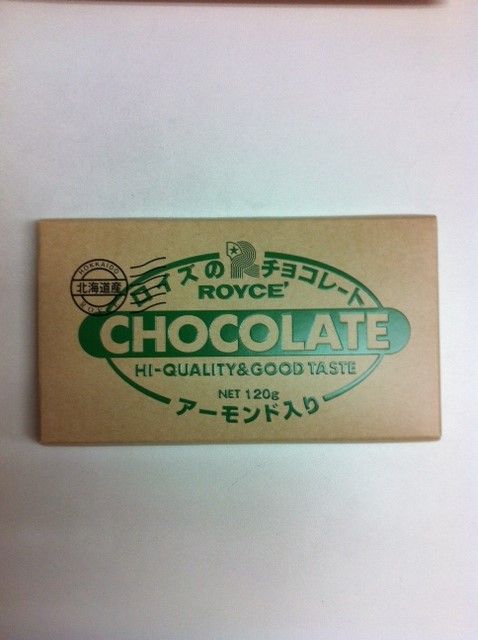 HOKKAIDO
北海道産
ロイズのチョコレート
R
ROYCE'
CHOCOLATE
HI-QUALITY&GOOD TASTE
NET 120g
アーモンド入り